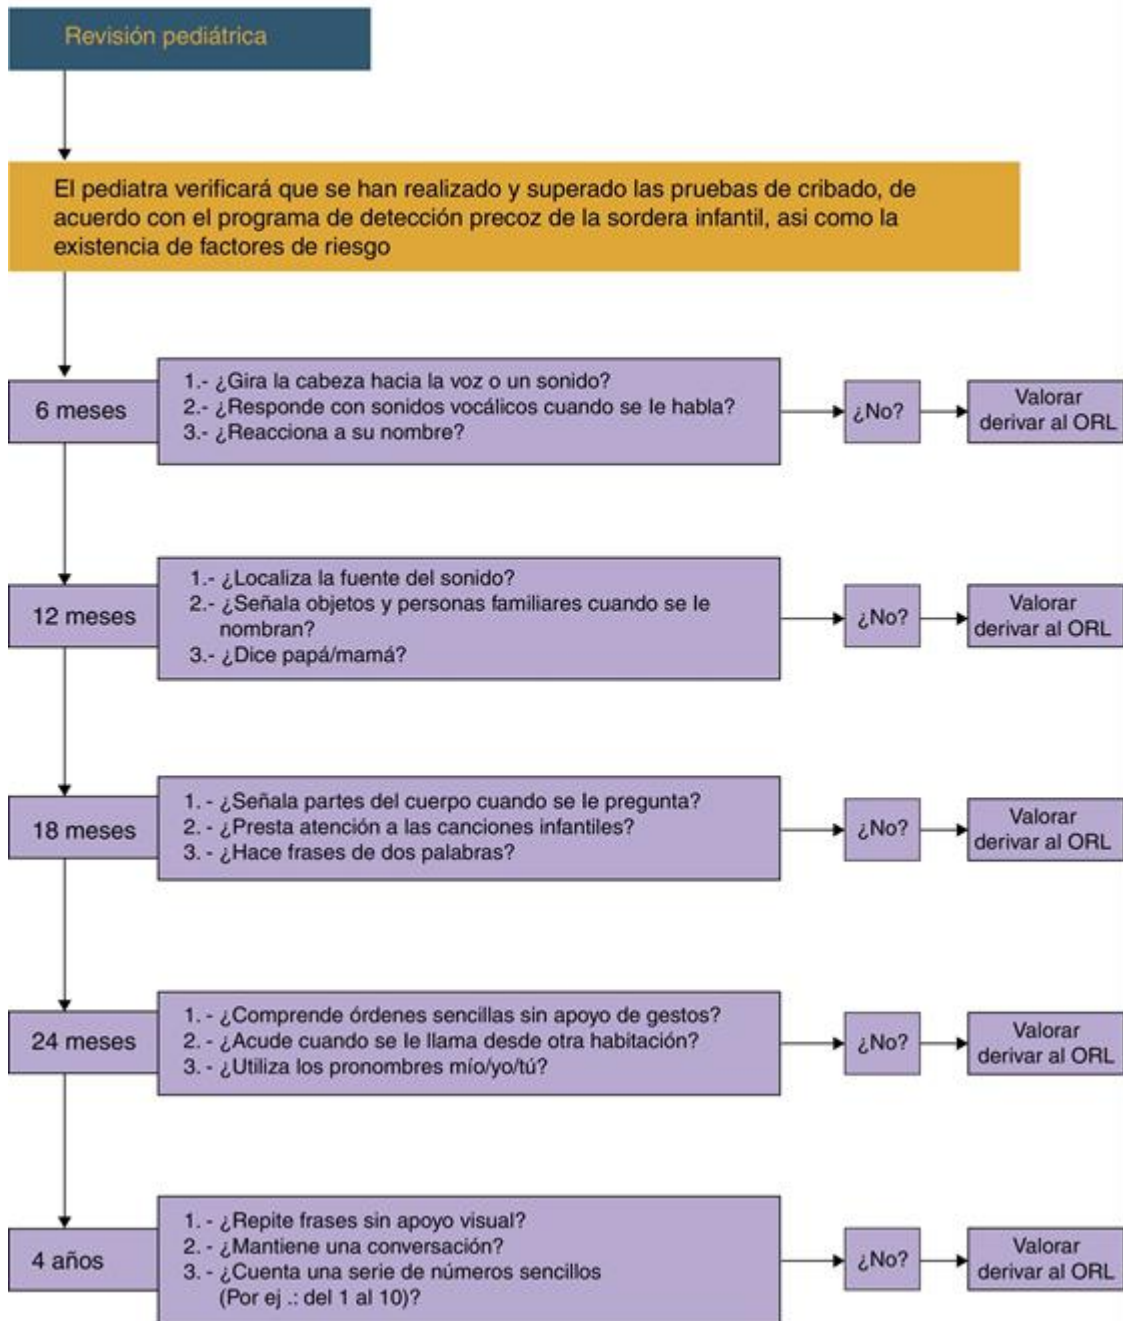 Revisión pediátrica
El pediatra verificará que se han realizado y superado las pruebas de cribado, de
acuerdo con el programa de detección precoz de la sordera infantil, asi como la
existencia de factores de riesgo
6 meses
1.- ¿Gira la cabeza hacia la voz o un sonido?
2.- ¿Responde con sonidos vocálicos cuando se le habla?
3.- ¿Reacciona a su nombre?
¿No?
Valorar
derivar al ORL
12 meses
1.- ¿Localiza la fuente del sonido?
2.- ¿Señala objetos y personas familiares cuando se le
nombran?
3.- ¿Dice papá/mamá?
¿No?
Valorar
derivar al ORL
18 meses
1. - ¿Señala partes del cuerpo cuando se le pregunta?
2. - ¿Presta atención a las canciones infantiles?
3. - ¿Hace frases de dos palabras?
¿No?
Valorar
derivar al ORL
24 meses
1. - ¿Comprende órdenes sencillas sin apoyo de gestos?
2. - ¿Acude cuando se le llama desde otra habitación?
3. - ¿Utiliza los pronombres mío/yo/tú?
¿No?
Valorar
derivar al ORL
4 años
1. - ¿Repite frases sin apoyo visual?
2. - ¿Mantiene una conversación?
3. - ¿Cuenta una serie de números sencillos
(Por ej .: del 1 al 10)?
¿No?
Valorar
derivar al ORL